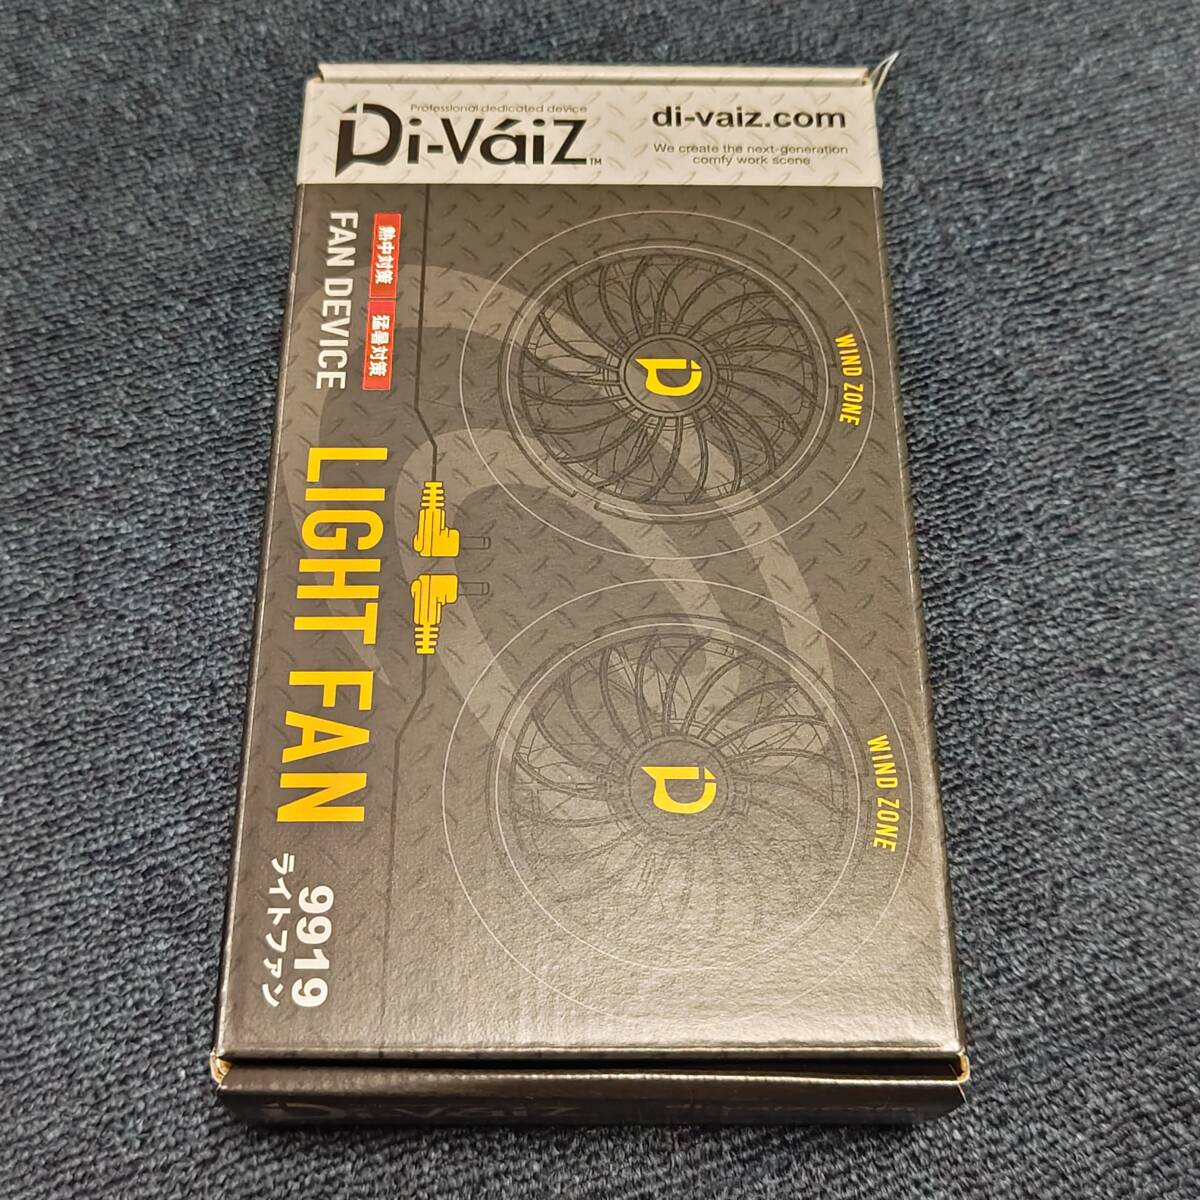 Professional dedicated device
Di-VáiZ™
di-vaiz.com
We create the next-generation
comfy work scene
熱中対策
猛暑対策
FAN DEVICE
LIGHT FAN
9919
ライトファン
WIND ZONE
WIND ZONE
Di-VáiZ